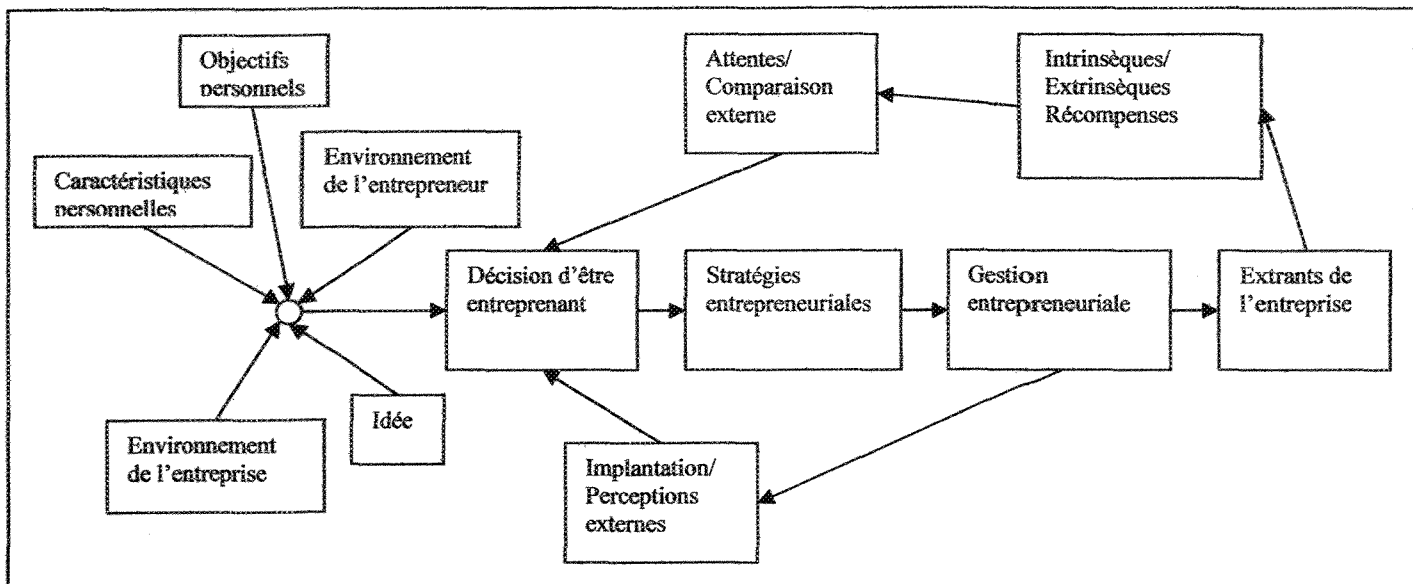 Objectifs
personnels
Attentes/
Comparaison
externe
Intrinsèques/
Extrinsèques
Récompenses
Caractéristiques
personnelles
Environnement
de l'entrepreneur
Décision d'être
entreprenant
Stratégies
entrepreneuriales
Gestion
entrepreneuriale
Extrants de
l'entreprise
Environnement
de l'entreprise
Idée
Implantation/
Perceptions
externes